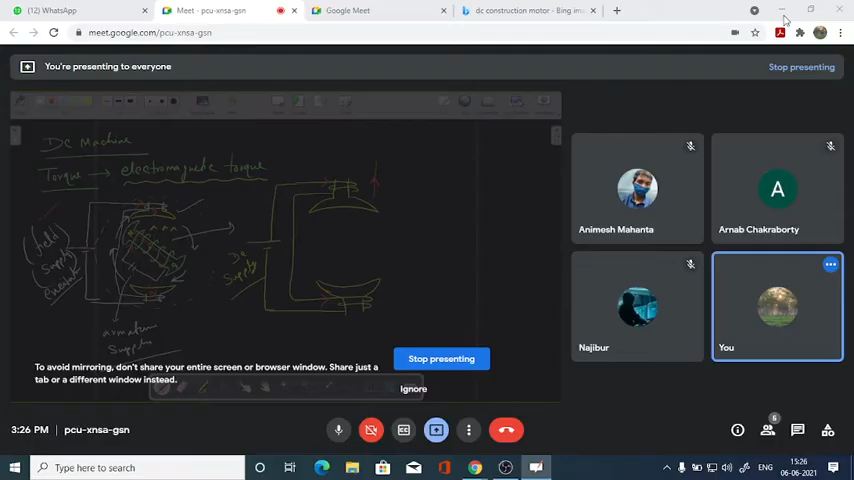 (12) WhatsApp
Meet - pcu-xnsa-gsn
Google Meet
dc construction motor - Bing ima
meet.google.com/pcu-xnsa-gsn
You're presenting to everyone
Stop presenting
DC Machine
Torque → electromagnetic torque
(field
Supply
DC
Supply
armature
Supply
Animesh Mahanta
A
Arnab Chakraborty
Najibur
You
To avoid mirroring, don't share your entire screen or browser window. Share just a
tab or a different window instead.
Stop presenting
Ignore
3:26 PM
pcu-xnsa-gsn
5
Type here to search
ENG
15:26
06-06-2021